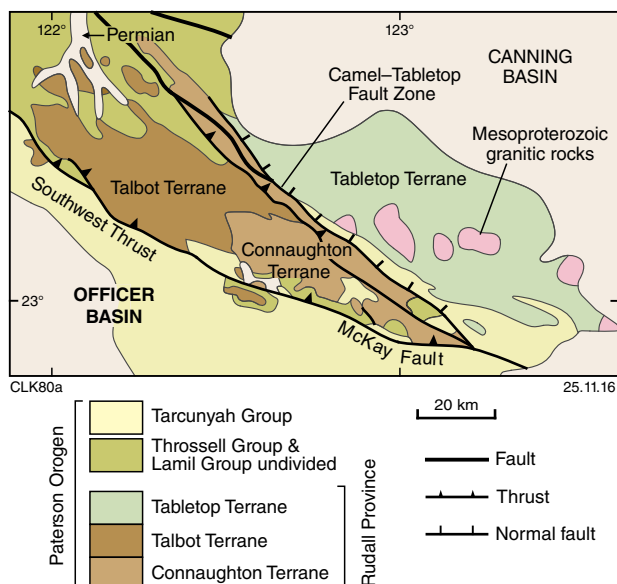 122°
123°
Permian
CANNING
BASIN
Camel–Tabletop
Fault Zone
Mesoproterozoic
granitic rocks
Tabletop Terrane
Talbot Terrane
Southwest Thrust
Connaughton
Terrane
23°
OFFICER
BASIN
McKay Fault
CLK80a
25.11.16
Paterson Orogen
Tarcunyah Group
Throssell Group &
Lamil Group undivided
Tabletop Terrane
Talbot Terrane
Connaughton Terrane
Rudall Province
20 km
Fault
Thrust
Normal fault